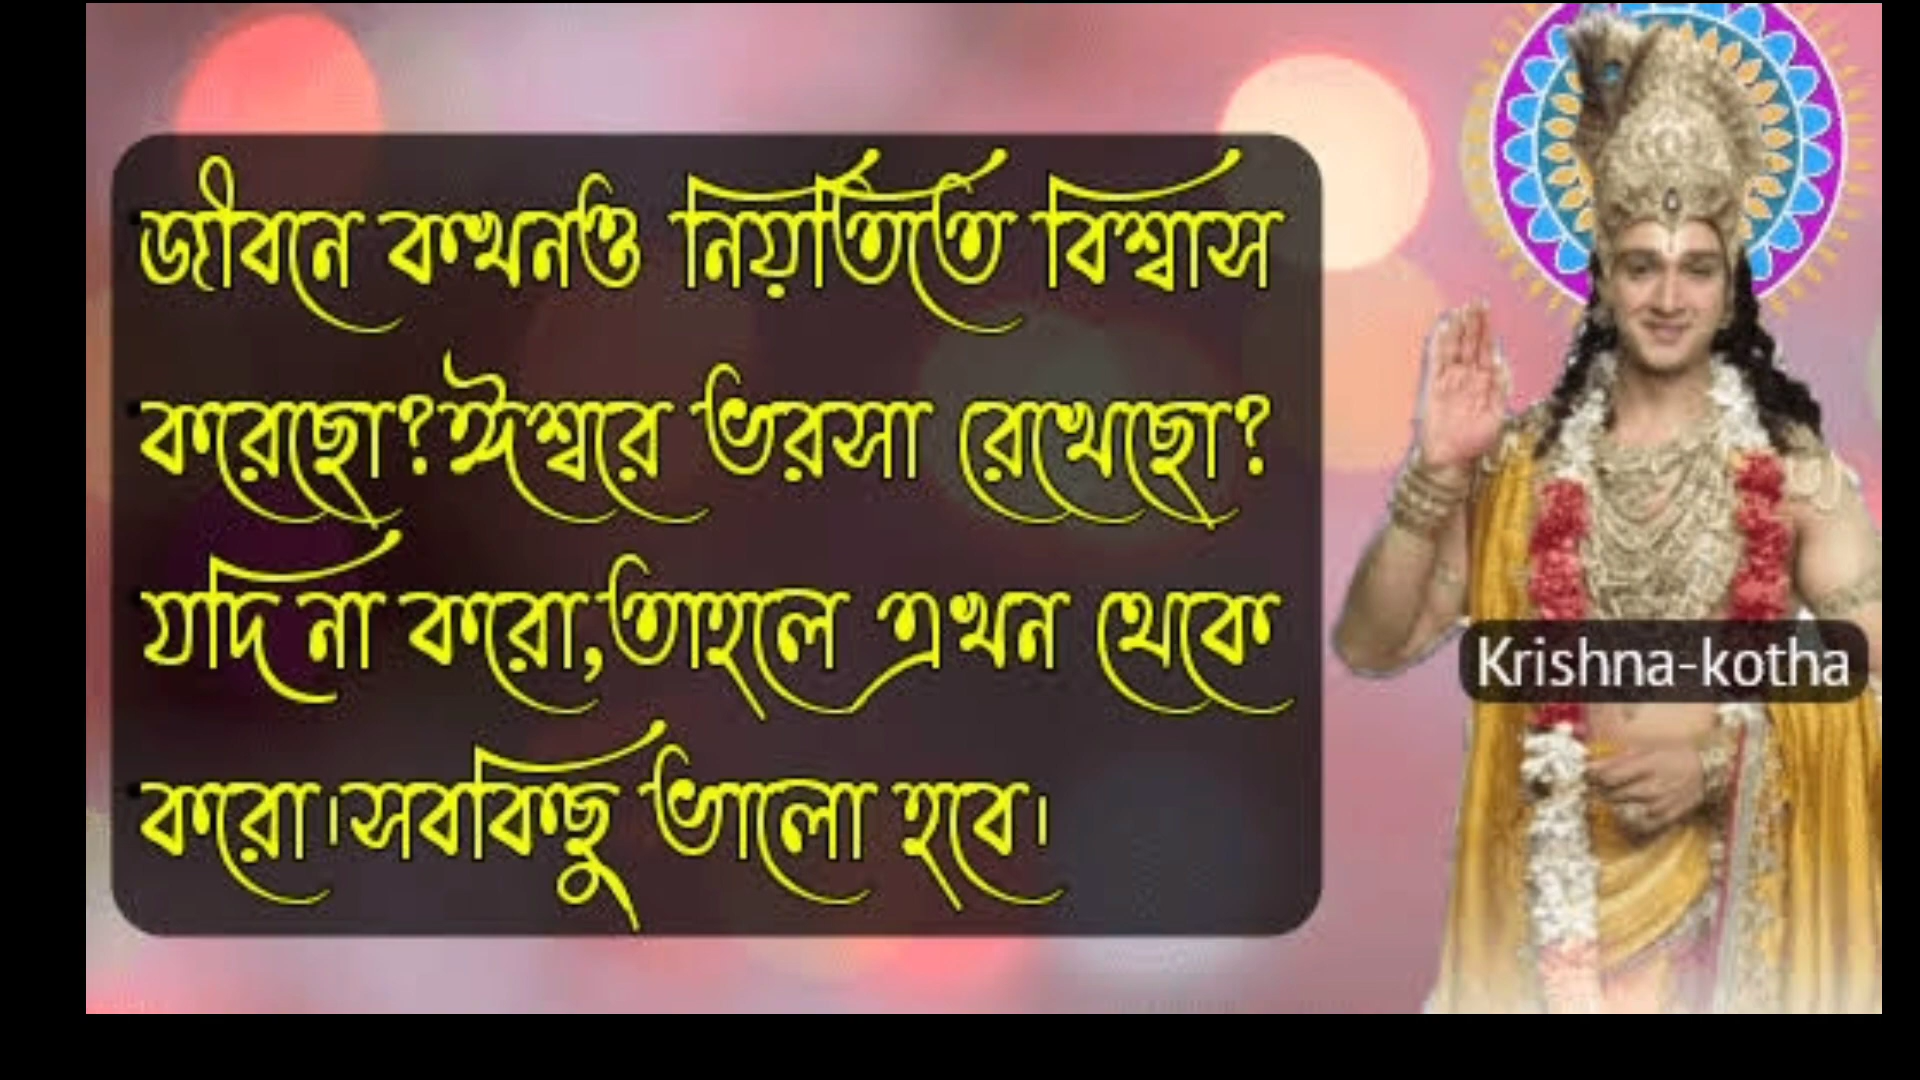 জীবনে কখনও নিয়তিতে বিশ্বাস
করেছো?ঈশ্বরে ভরসা রেখেছো?
যদি না করো,তাহলে এখন থেকে
করো।সবকিছু ভালো হবে।
Krishna-kotha